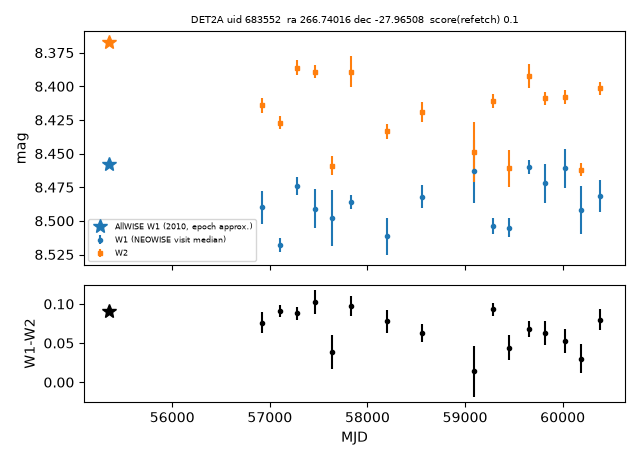 DET2A uid 683552  ra 266.74016 dec -27.96508  score(refetch) 0.1
8.375
8.400
8.425
8.450
8.475
8.500
8.525
mag
AllWISE W1 (2010, epoch approx.)
W1 (NEOWISE visit median)
W2
0.10
0.05
0.00
W1-W2
56000
57000
58000
59000
60000
MJD